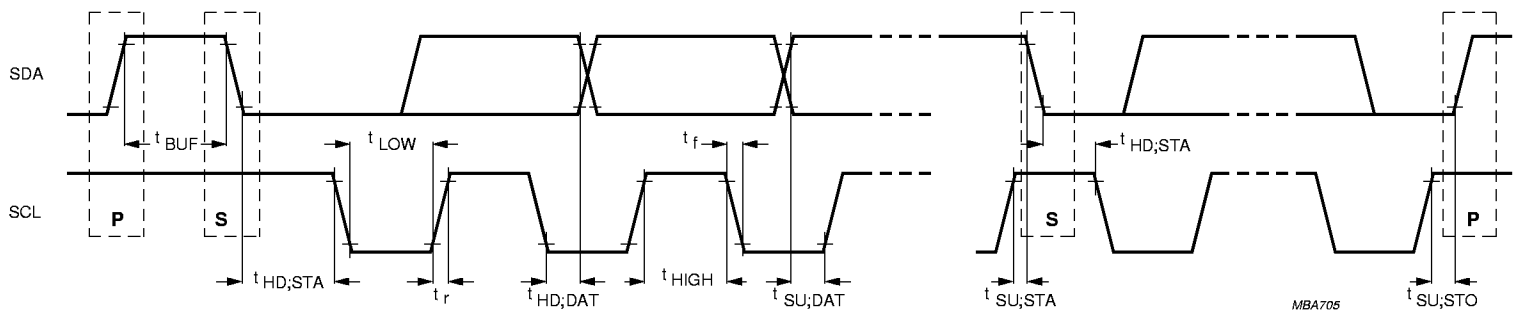 SDA
t BUF
t LOW
t f
t HD;STA
SCL
P
S
S
P
t HD;STA
t r
t HD;DAT
t HIGH
t SU;DAT
t SU;STA
MBA705
t SU;STO